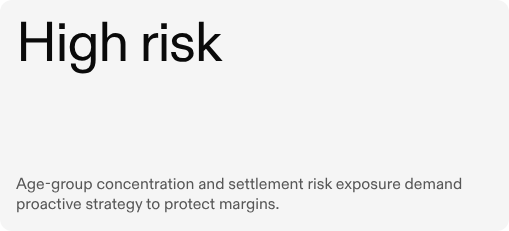 High risk
Age-group concentration and settlement risk exposure demand
proactive strategy to protect margins.